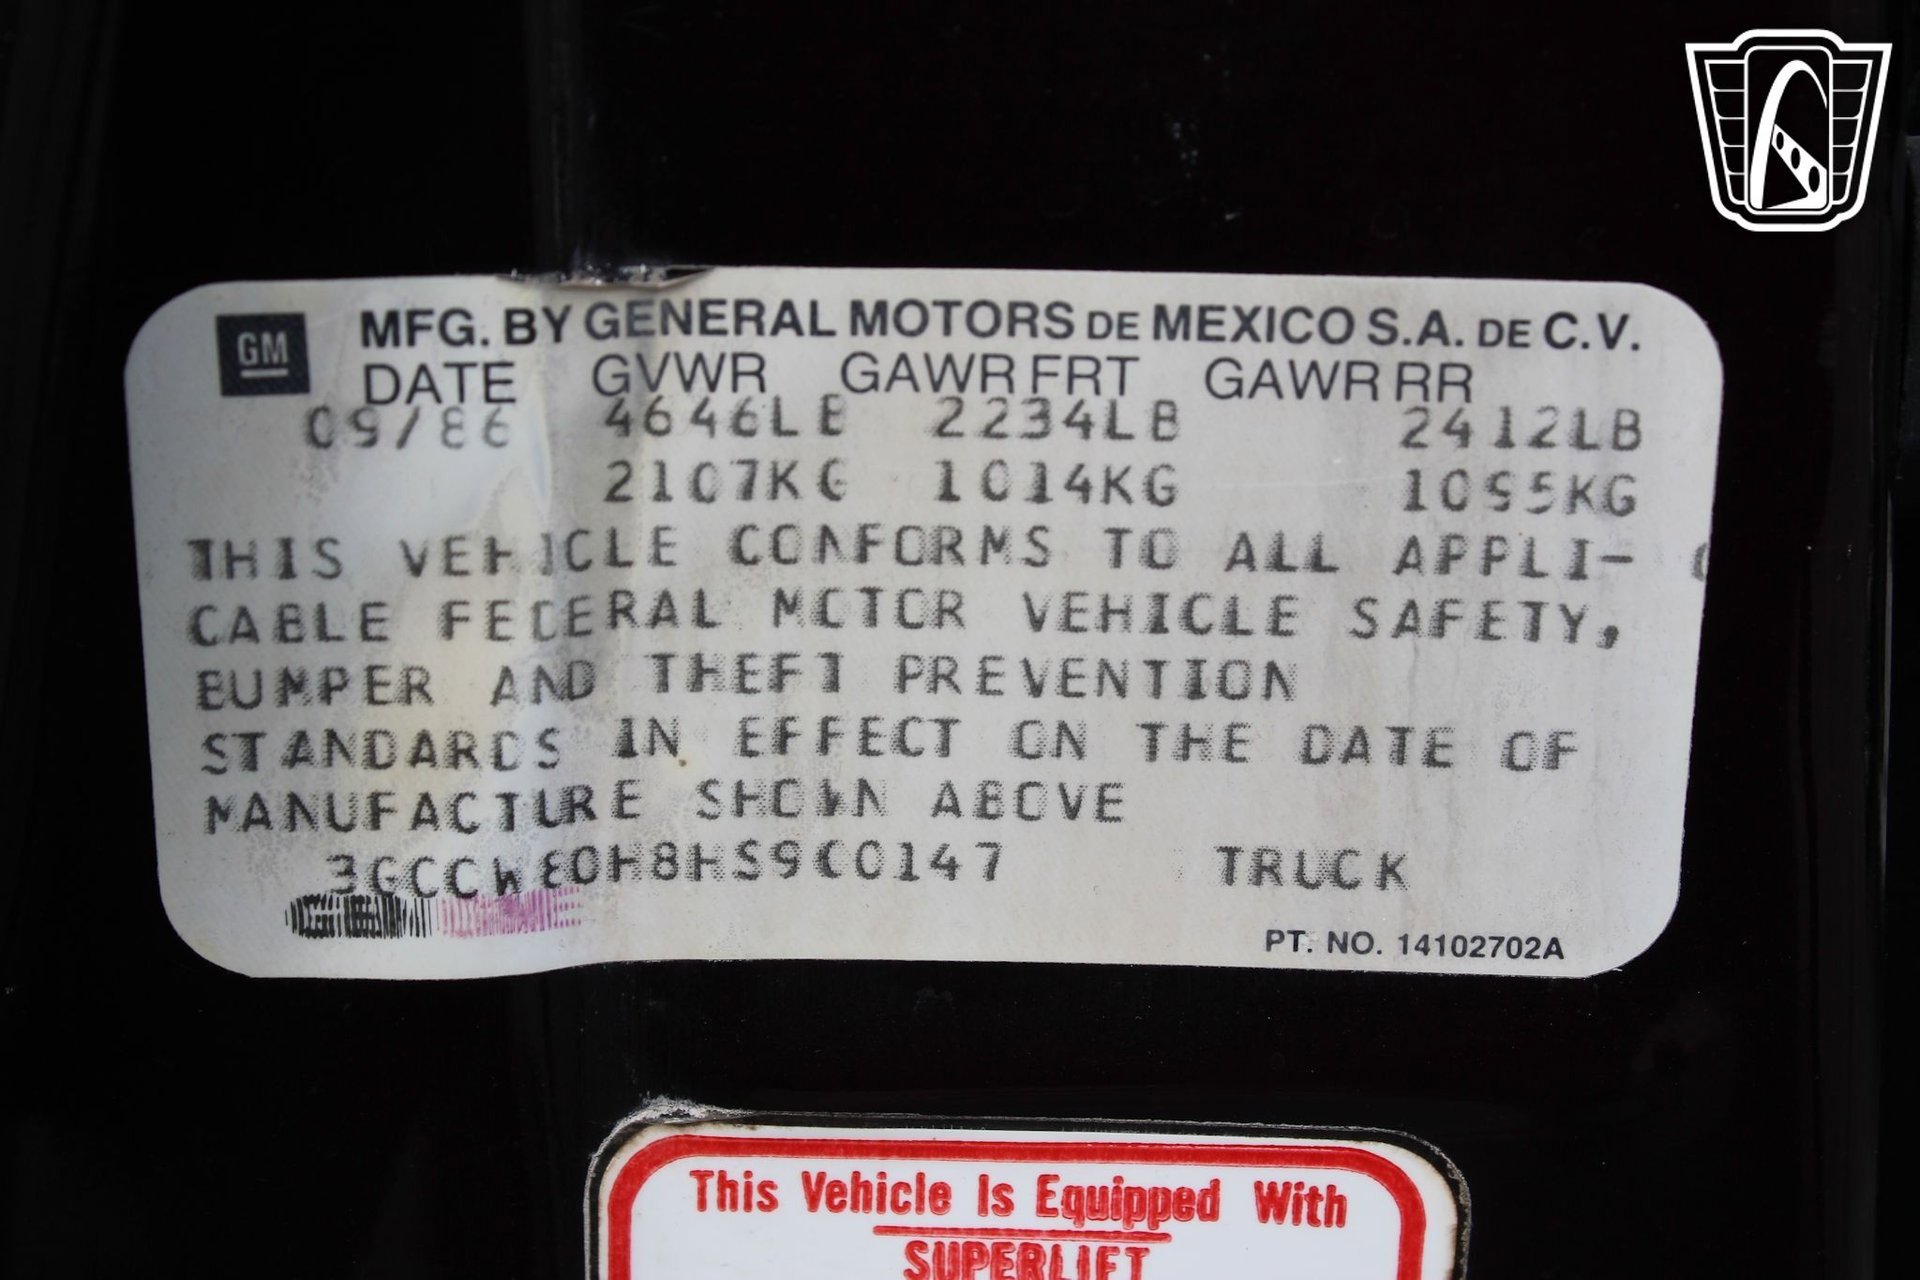 GM
MFG. BY GENERAL MOTORS DE MEXICO S.A. DE C.V.
DATE GVWR GAWR FRT GAWR RR
09/86 4646LB 2234LB 2412LB
2107KG 1014KG 1095KG
THIS VEHICLE CONFORMS TO ALL APPLI-
CABLE FEDERAL MOTOR VEHICLE SAFETY,
BUMPER AND THEFT PREVENTION
STANDARDS IN EFFECT ON THE DATE OF
MANUFACTURE SHOWN ABOVE
3GCCW80H8HS900147 TRUCK
PT. NO. 14102702A
This Vehicle Is Equipped With
SUPERLIFT